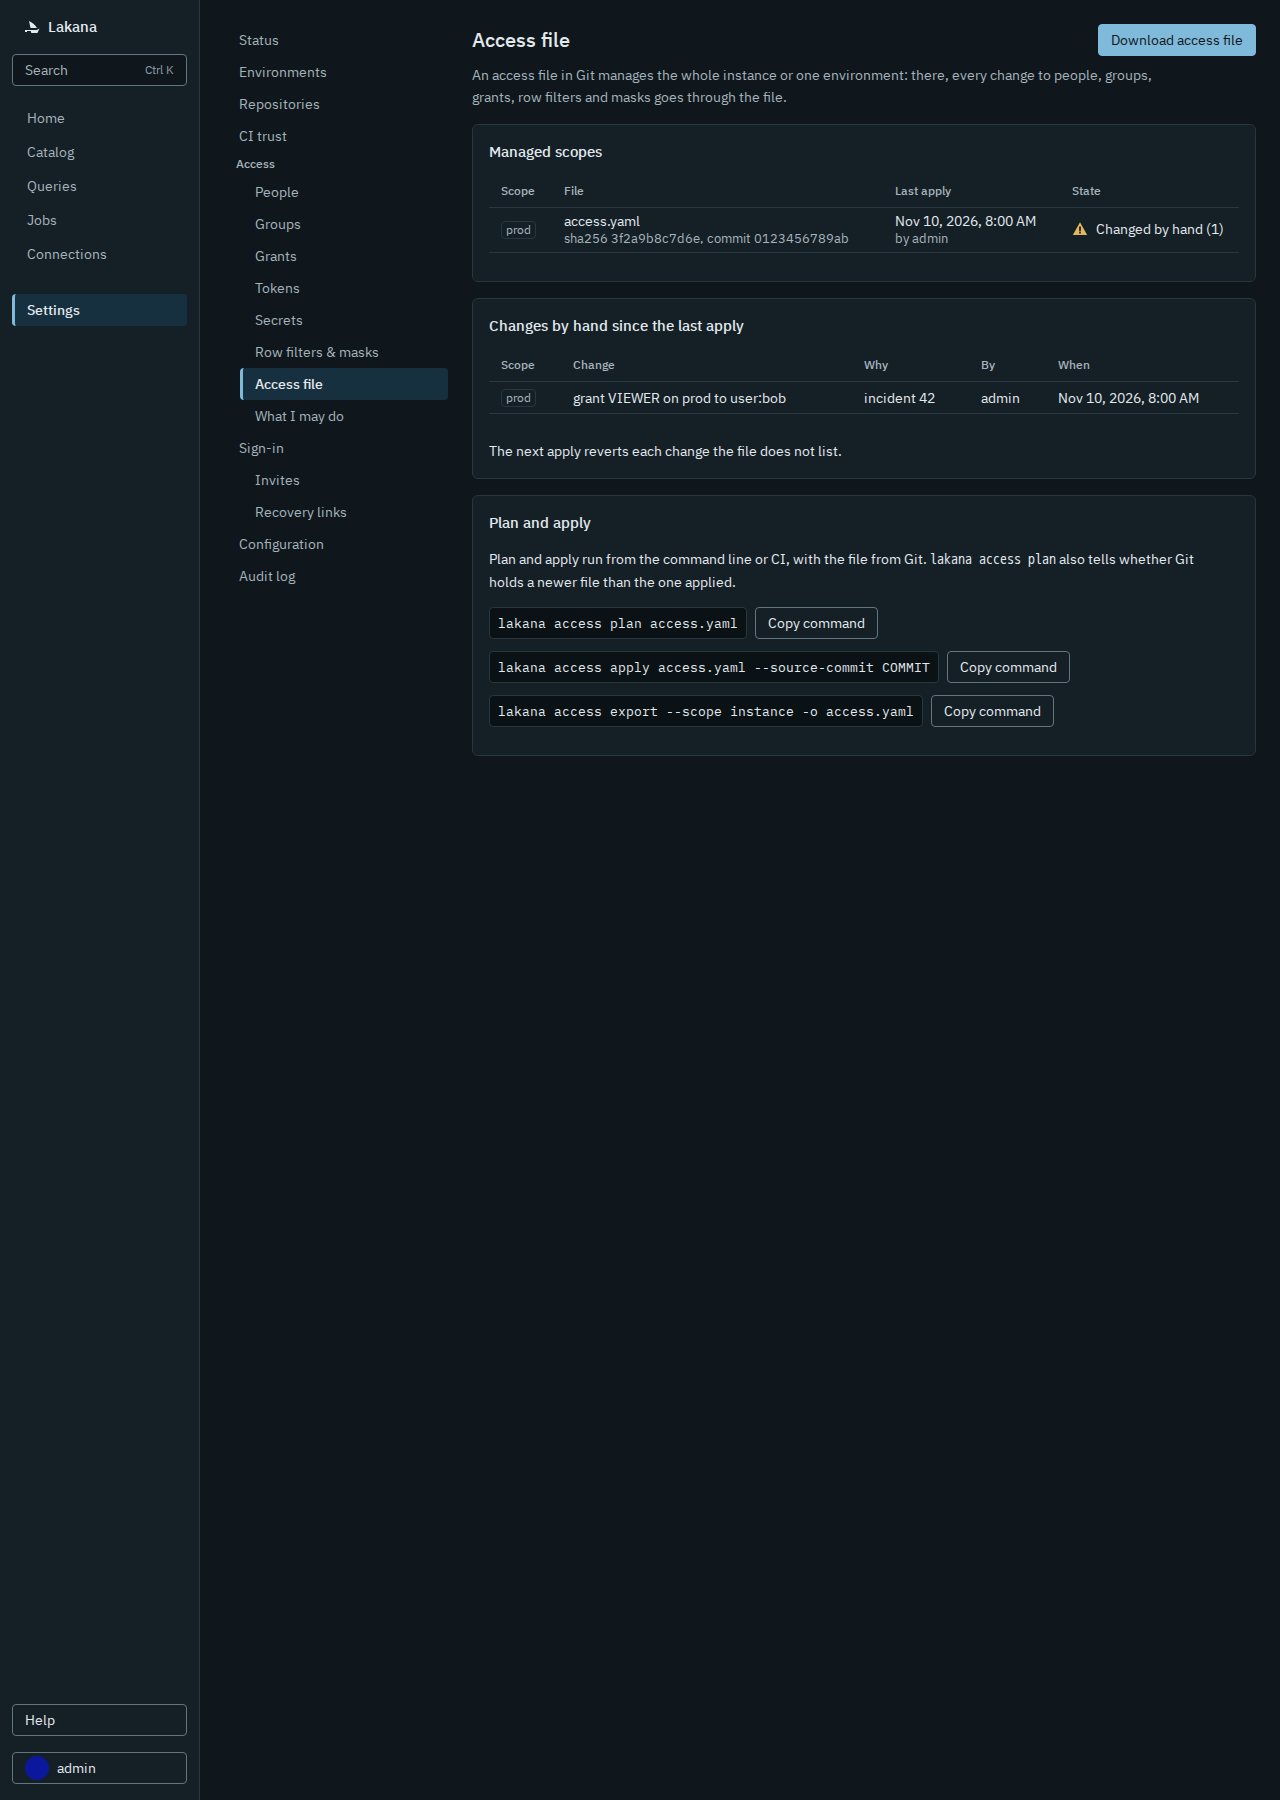 Lakana
Search Ctrl K
Home
Catalog
Queries
Jobs
Connections
Settings
Help
admin
Status
Environments
Repositories
CI trust
Access
People
Groups
Grants
Tokens
Secrets
Row filters & masks
Access file
What I may do
Sign-in
Invites
Recovery links
Configuration
Audit log
Access file
Download access file
An access file in Git manages the whole instance or one environment: there, every change to people, groups,
grants, row filters and masks goes through the file.
Managed scopes
Scope File Last apply State
prod access.yaml Nov 10, 2026, 8:00 AM Changed by hand (1)
sha256 3f2a9b8c7d6e, commit 0123456789ab by admin
Changes by hand since the last apply
Scope Change Why By When
prod grant VIEWER on prod to user:bob incident 42 admin Nov 10, 2026, 8:00 AM
The next apply reverts each change the file does not list.
Plan and apply
Plan and apply run from the command line or CI, with the file from Git. lakana access plan also tells whether Git
holds a newer file than the one applied.
lakana access plan access.yaml Copy command
lakana access apply access.yaml --source-commit COMMIT Copy command
lakana access export --scope instance -o access.yaml Copy command